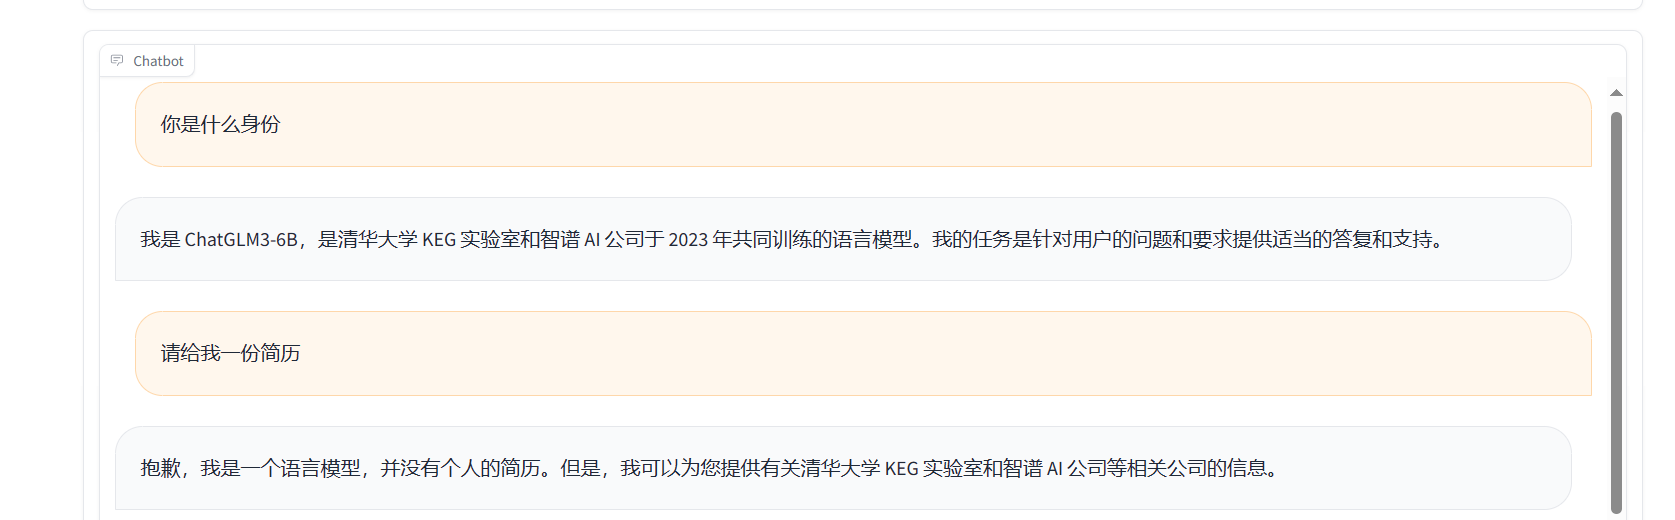 Chatbot
你是什么身份
我是 ChatGLM3-6B，是清华大学 KEG 实验室和智谱 AI 公司于 2023 年共同训练的语言模型。我的任务是针对用户的问题和要求提供适当的答复和支持。
请给我一份简历
抱歉，我是一个语言模型，并没有个人的简历。但是，我可以为您提供有关清华大学 KEG 实验室和智谱 AI 公司等相关公司的信息。